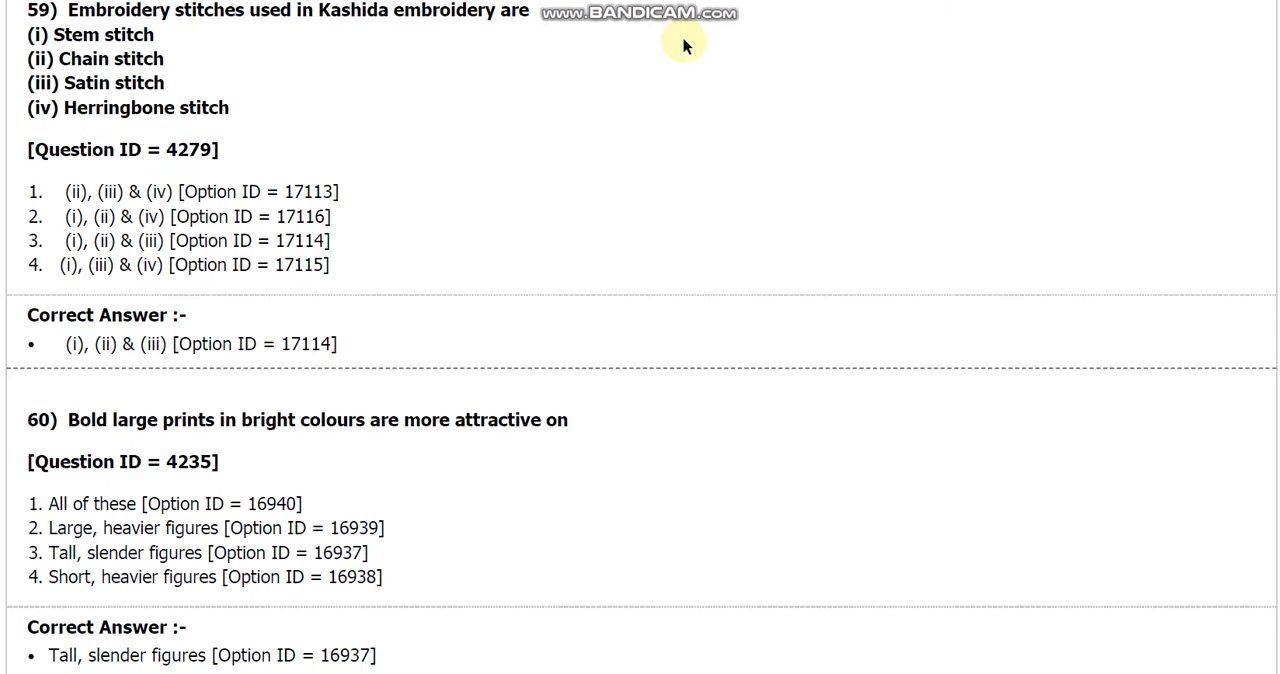 59) Embroidery stitches used in Kashida embroidery are
www.BANDICAM.com
(i) Stem stitch
(ii) Chain stitch
(iii) Satin stitch
(iv) Herringbone stitch
[Question ID = 4279]
1. (ii), (iii) & (iv) [Option ID = 17113]
2. (i), (ii) & (iv) [Option ID = 17116]
3. (i), (ii) & (iii) [Option ID = 17114]
4. (i), (iii) & (iv) [Option ID = 17115]
Correct Answer :-
• (i), (ii) & (iii) [Option ID = 17114]
60) Bold large prints in bright colours are more attractive on
[Question ID = 4235]
1. All of these [Option ID = 16940]
2. Large, heavier figures [Option ID = 16939]
3. Tall, slender figures [Option ID = 16937]
4. Short, heavier figures [Option ID = 16938]
Correct Answer :-
• Tall, slender figures [Option ID = 16937]